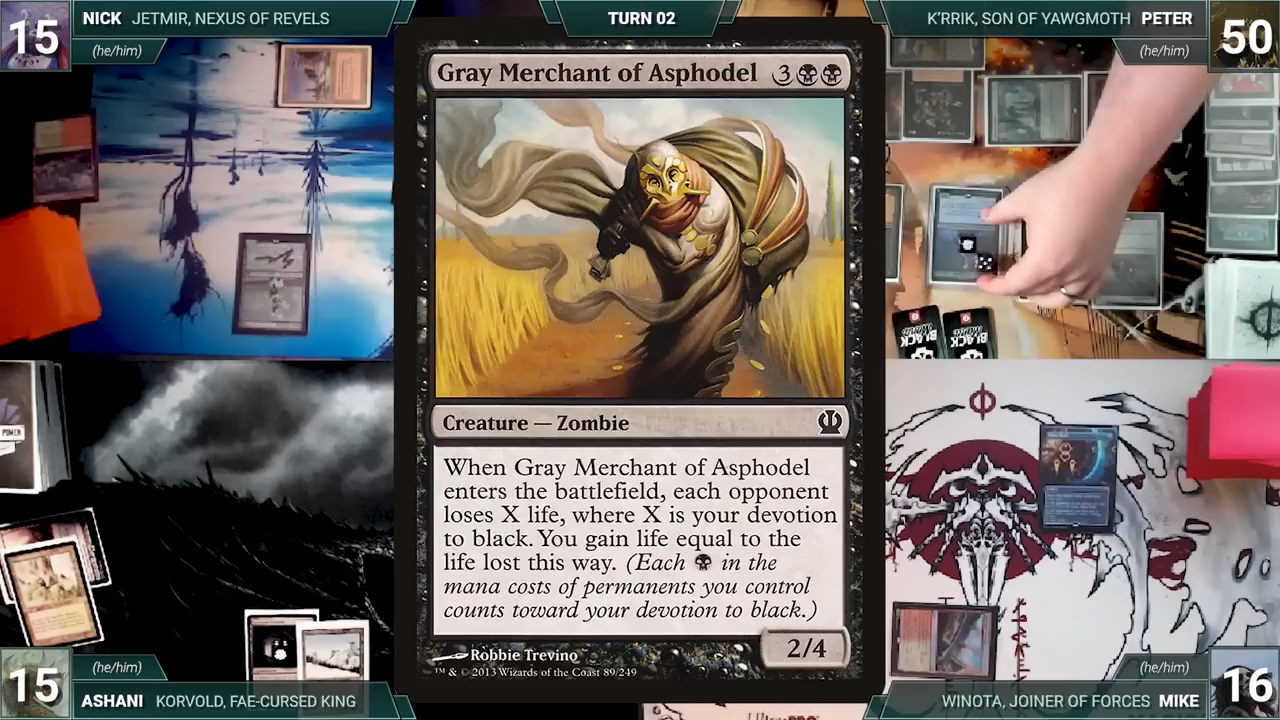 15
NICK JETMIR, NEXUS OF REVELS
(he/him)
TURN 02
K'RRIK, SON OF YAWGMOTH PETER
(he/him)
50
Gray Merchant of Asphodel 3
Creature — Zombie
When Gray Merchant of Asphodel
enters the battlefield, each opponent
loses X life, where X is your devotion
to black. You gain life equal to the
life lost this way. (Each in the
mana costs of permanents you control
counts toward your devotion to black.)
2/4
Robbie Trevino
™ & © 2013 Wizards of the Coast 89/249
POWER
BLACK
BLACK
15
(he/him)
ASHANI KORVOLD, FAE-CURSED KING
(he/him)
WINOTA, JOINER OF FORCES MIKE
16